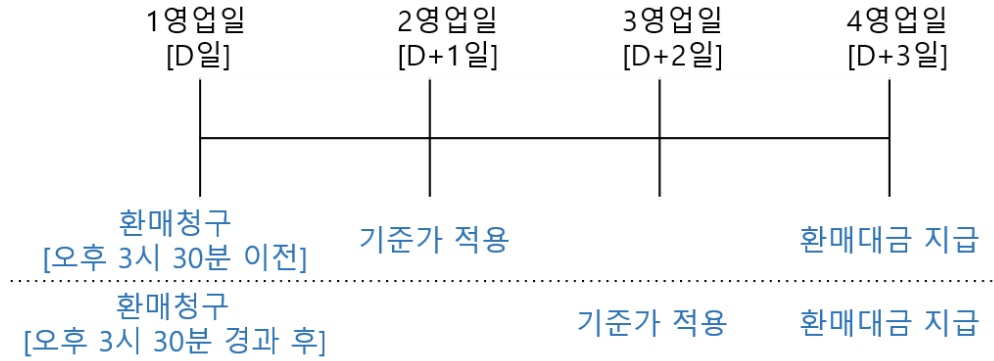 1영업일
[D일]
2영업일
[D+1일]
3영업일
[D+2일]
4영업일
[D+3일]
환매청구
[오후 3시 30분 이전]
기준가 적용
환매대금 지급
환매청구
[오후 3시 30분 경과 후]
기준가 적용
환매대금 지급